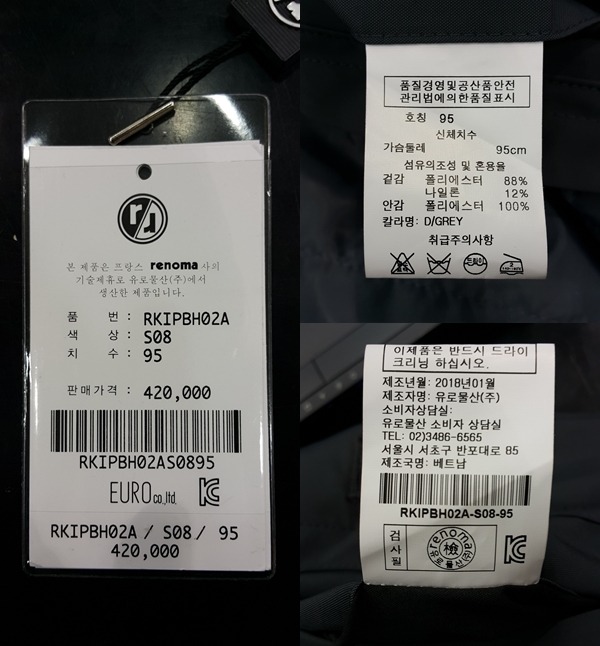 본 제품은 프랑스 renoma 사의
기술제휴로 유로물산(주)에서
생산한 제품입니다.
품 번 : RKIPBH02A
색 상 : S08
치 수 : 95
판매가격 : 420,000
RKIPBH02AS0895
EURO co.,ltd.
RKIPBH02A / S08 / 95
420,000
품질경영및공산품안전
관리법에의한품질표시
호칭 95
신체치수
가슴둘레 95cm
섬유의조성 및 혼용율
겉감 폴리에스터 88%
나일론 12%
안감 폴리에스터 100%
칼라명: D/GREY
취급주의사항
드라이
이제품은 반드시 드라이
크리닝 하십시오.
제조년월: 2018년01월
제조자명: 유로물산(주)
소비자상담실:
유로물산 소비자 상담실
TEL: 02)3486-6565
서울시 서초구 반포대로 85
제조국명: 베트남
RKIPBH02A-S08-95
검사필
renoma
檢
유로물산(주)